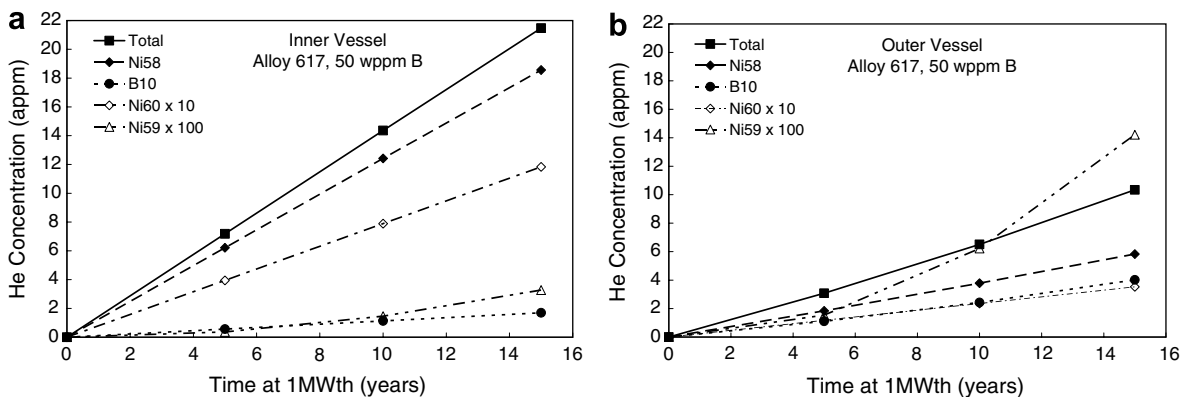 a
He Concentration (appm)
22
20
18
16
14
12
10
8
6
4
2
0
Total
Ni58
B10
Ni60 x 10
Ni59 x 100
Inner Vessel
Alloy 617, 50 wppm B
0 2 4 6 8 10 12 14 16
Time at 1MWth (years)
b
He Concentration (appm)
22
20
18
16
14
12
10
8
6
4
2
0
Total
Ni58
B10
Ni60 x 10
Ni59 x 100
Outer Vessel
Alloy 617, 50 wppm B
0 2 4 6 8 10 12 14 16
Time at 1MWth (years)